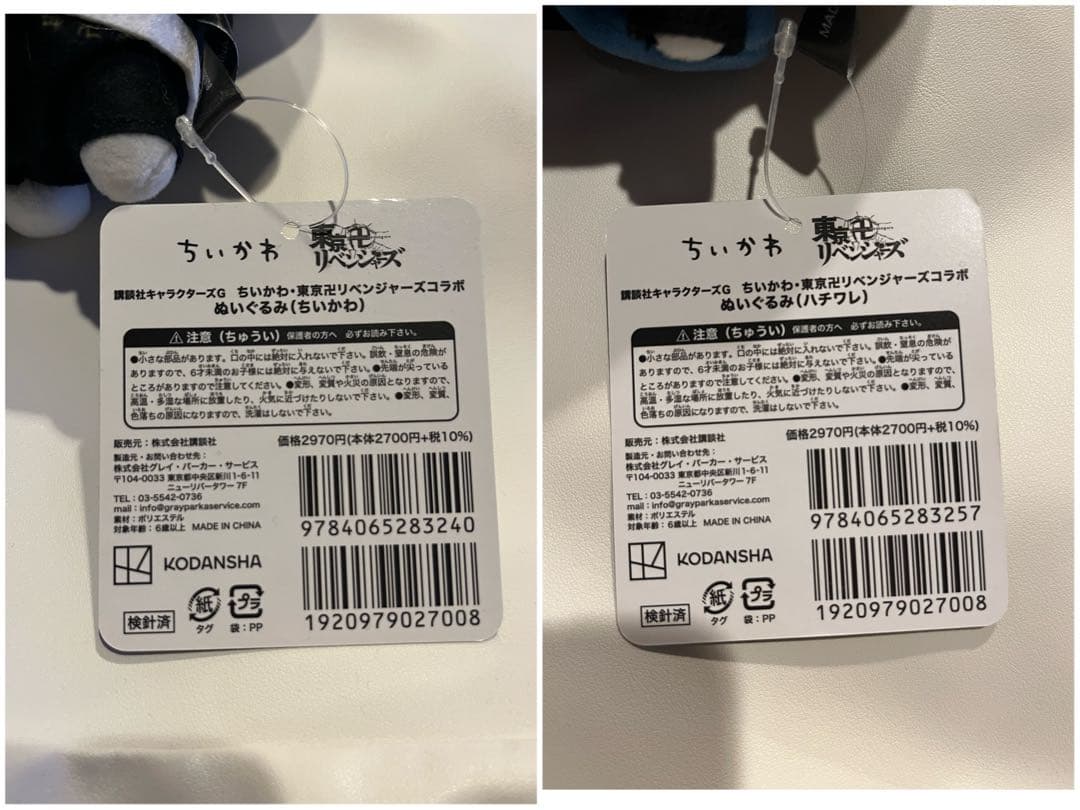 ちいかわ 東京卍リベンジャーズ
講談社キャラクターズG ちいかわ・東京卍リベンジャーズコラボ
ぬいぐるみ(ちいかわ)
⚠注意(ちゅうい) 保護者の方へ 必ずお読み下さい。
●小さな部品があります。口の中には絶対に入れないで下さい。誤飲・窒息の危険が
ありますので、6才未満のお子様には絶対に与えないで下さい。●先端が尖っている
ところがありますので注意してください。●変形、変質や火災の原因となりますので、
高温・多湿な場所に放置したり、火気に近づけたりしないで下さい。●変形、変質、
色落ちの原因になりますので、洗濯はしないで下さい。
販売元:株式会社講談社
製造元・お問い合わせ先:
株式会社グレイ・パーカー・サービス
〒104-0033 東京都中央区新川1-6-11
ニューリバータワー 7F
TEL:03-5542-0736
mail:info@grayparkaservice.com
素材:ポリエステル
対象年齢:6歳以上 MADE IN CHINA
価格2970円(本体2700円+税10%)
9784065283240
KODANSHA
1920979027008
検針済
紙
タグ
プラ
袋:PP
MAD
ちいかわ 東京卍リベンジャーズ
講談社キャラクターズG ちいかわ・東京卍リベンジャーズコラボ
ぬいぐるみ(ハチワレ)
⚠注意(ちゅうい) 保護者の方へ 必ずお読み下さい。
●小さな部品があります。口の中には絶対に入れないで下さい。誤飲・窒息の危険が
ありますので、6才未満のお子様には絶対に与えないで下さい。●先端が尖っている
ところがありますので注意してください。●変形、変質や火災の原因となりますので、
高温・多湿な場所に放置したり、火気に近づけたりしないで下さい。●変形、変質、
色落ちの原因になりますので、洗濯はしないで下さい。
販売元:株式会社講談社
製造元・お問い合わせ先:
株式会社グレイ・パーカー・サービス
〒104-0033 東京都中央区新川1-6-11
ニューリバータワー 7F
TEL:03-5542-0736
mail:info@grayparkaservice.com
素材:ポリエステル
対象年齢:6歳以上 MADE IN CHINA
価格2970円(本体2700円+税10%)
9784065283257
KODANSHA
1920979027008
検針済
紙
タグ
プラ
袋:PP